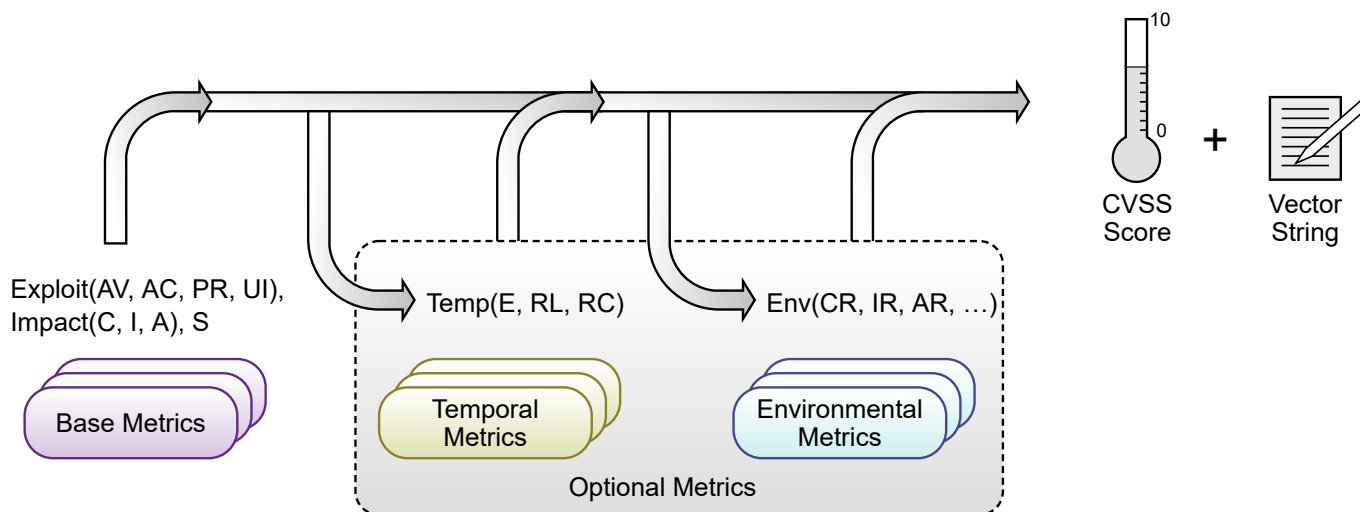 10
0
+
CVSS
Score
Vector
String
Exploit(AV, AC, PR, UI),
Impact(C, I, A), S
Temp(E, RL, RC)
Env(CR, IR, AR, …)
Base Metrics
Temporal
Metrics
Environmental
Metrics
Optional Metrics